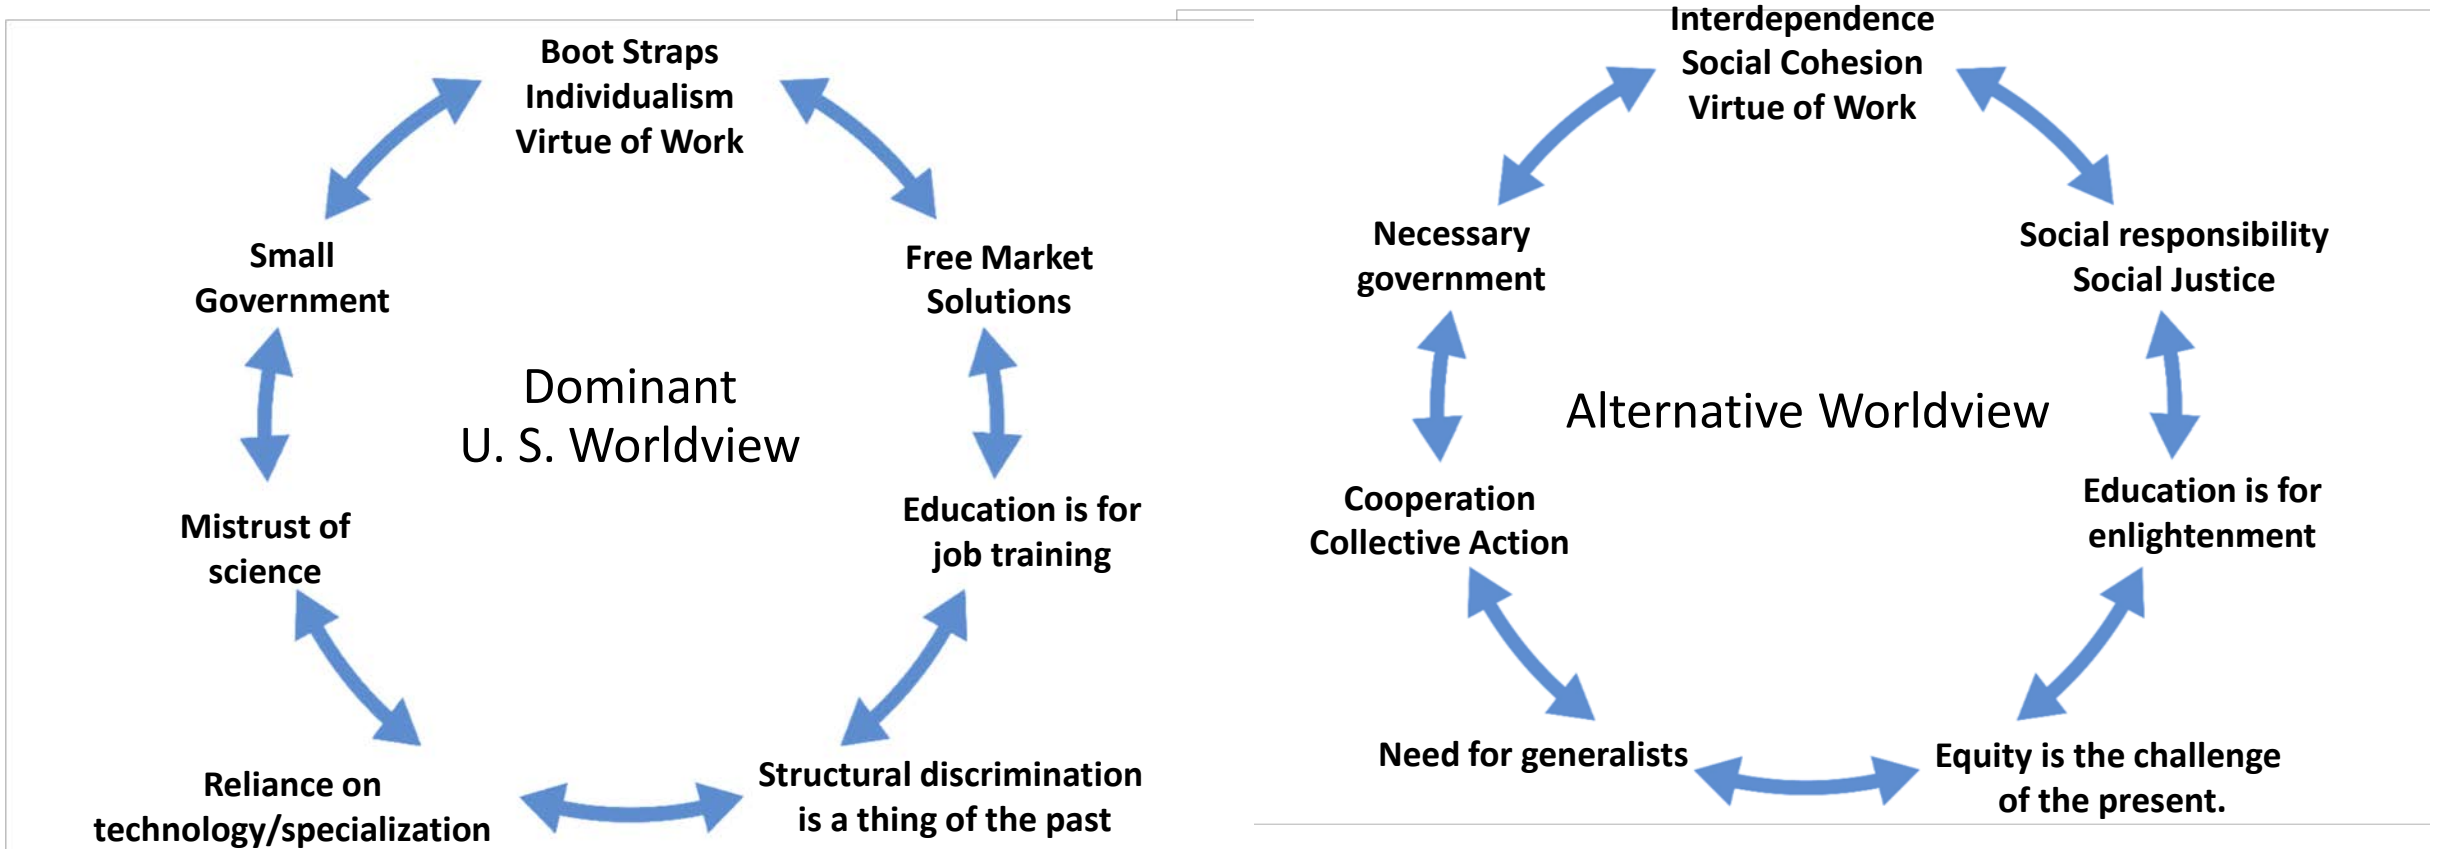 Boot Straps
Individualism
Virtue of Work
Small
Government
Free Market
Solutions
Dominant
U. S. Worldview
Mistrust of
science
Education is for
job training
Reliance on
technology/specialization
Structural discrimination
is a thing of the past
Interdependence
Social Cohesion
Virtue of Work
Necessary
government
Social responsibility
Social Justice
Alternative Worldview
Cooperation
Collective Action
Education is for
enlightenment
Need for generalists
Equity is the challenge
of the present.